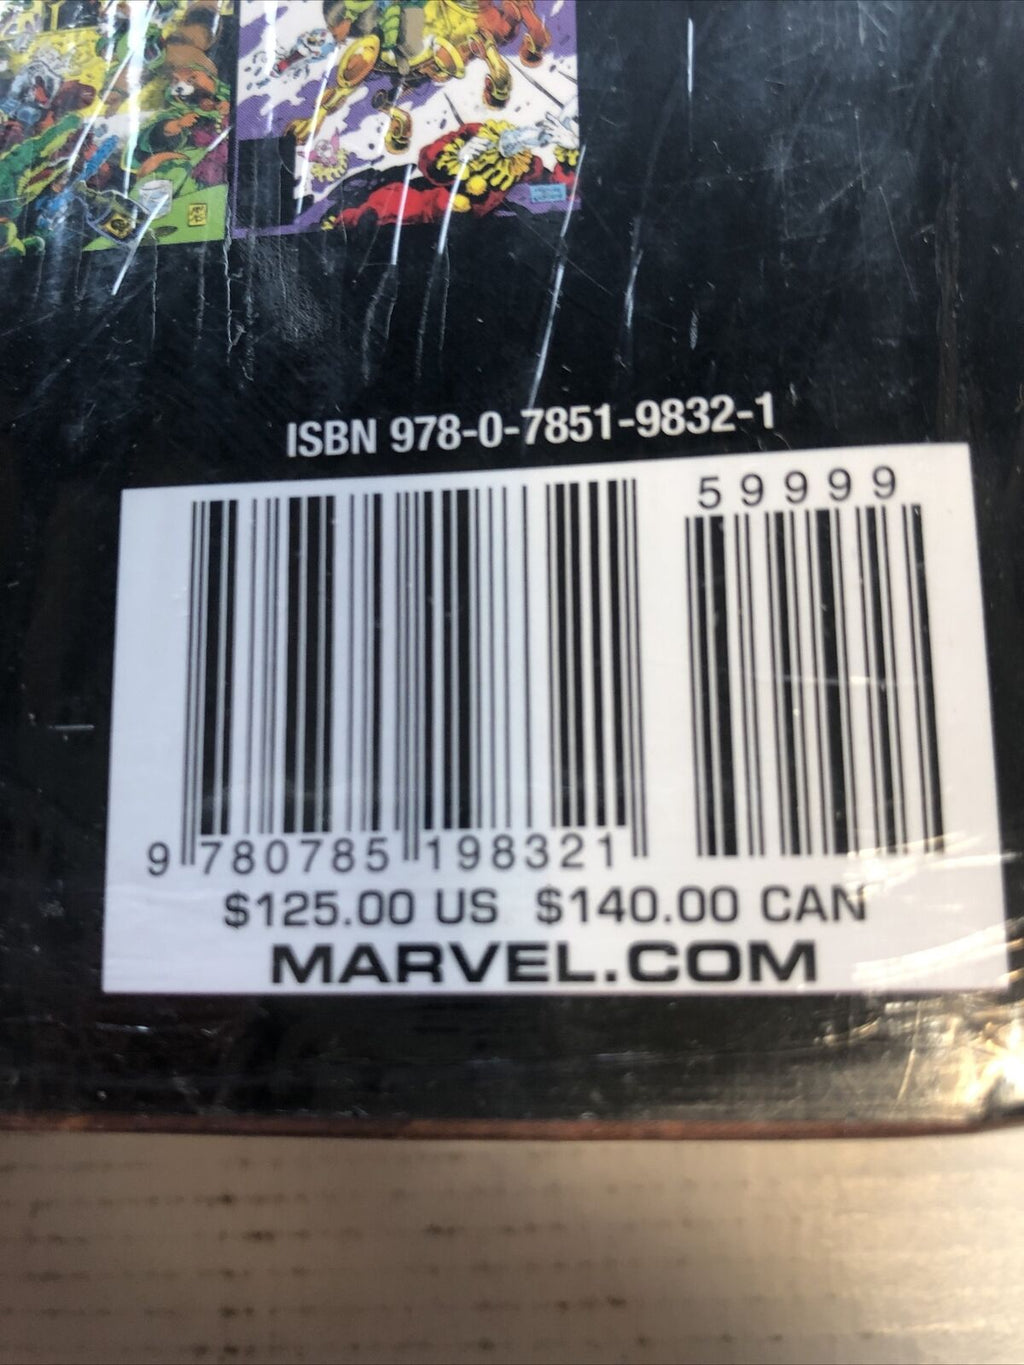 ISBN 978-0-7851-9832-1
59999
9 780785 198321
$125.00 US $140.00 CAN
MARVEL.COM